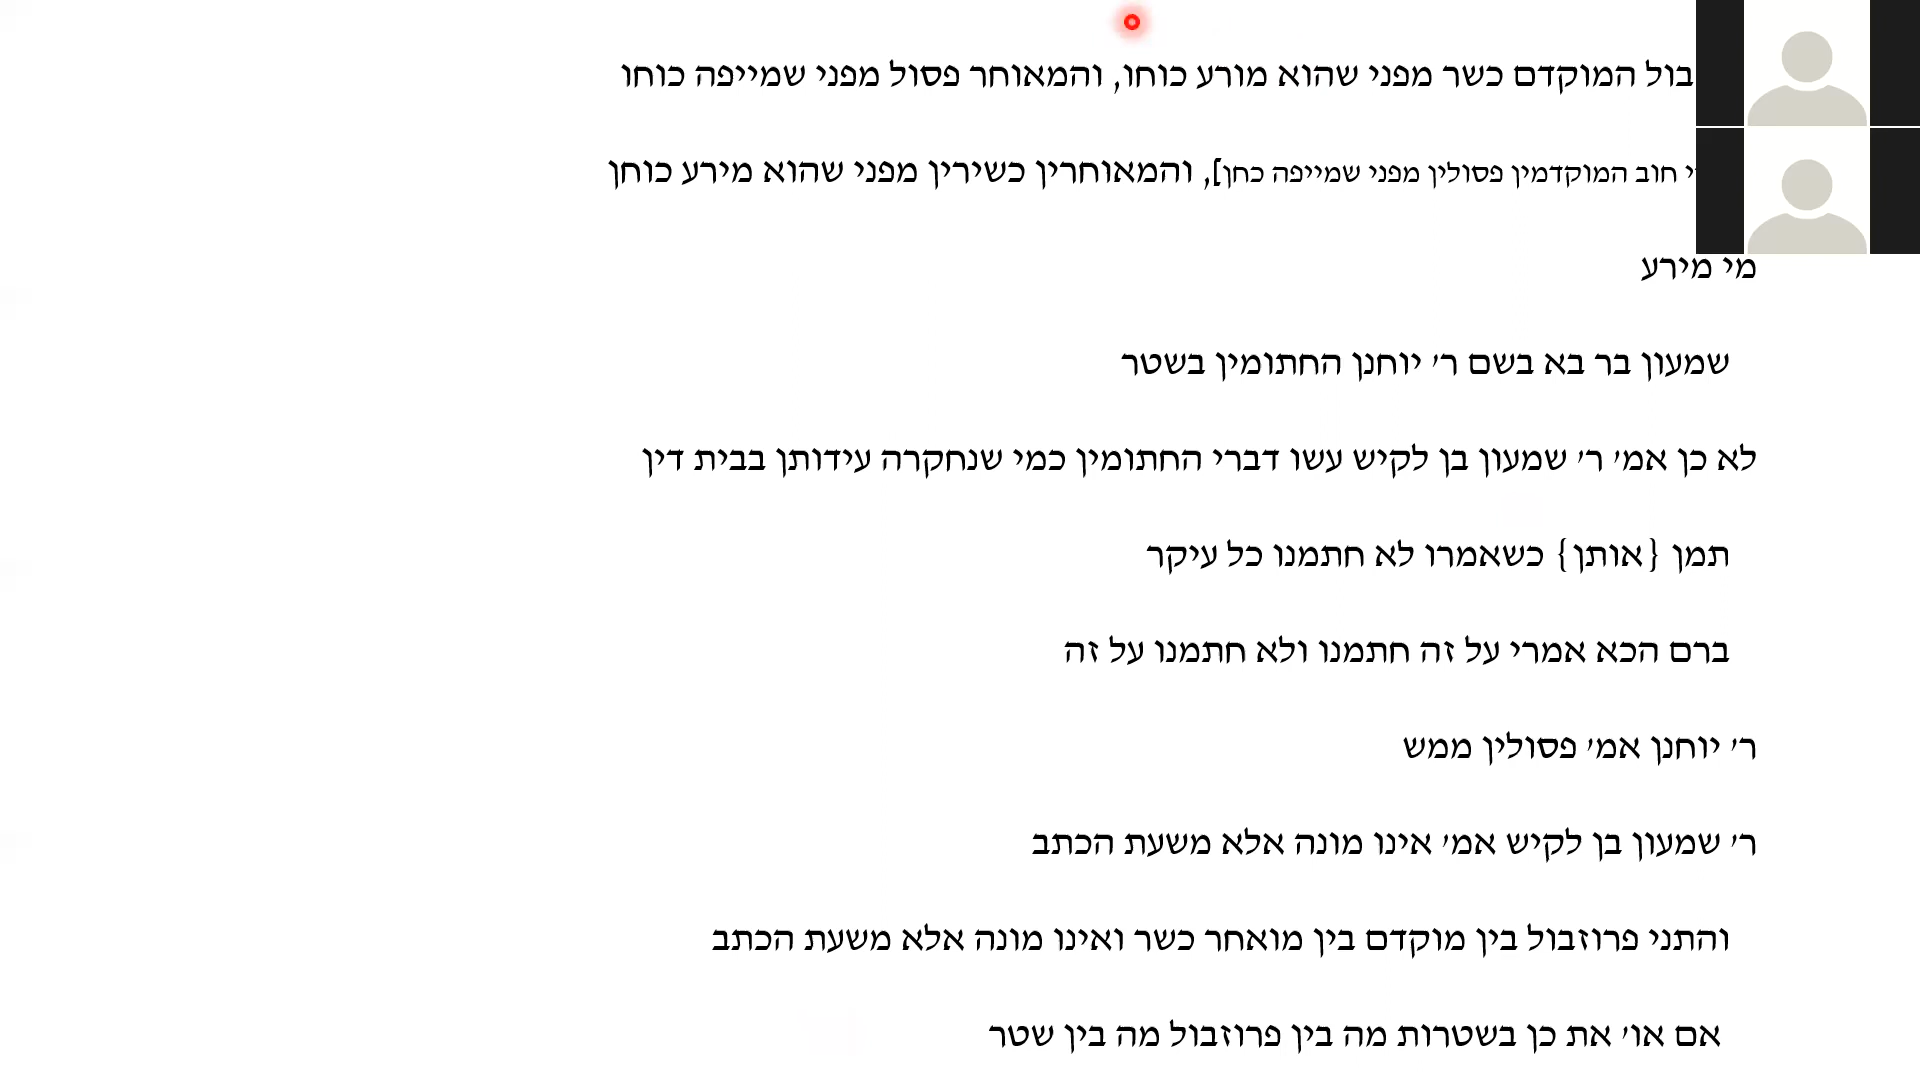 המוקדם כשר מפני שהוא מורע כוחו, והמאוחר פסול מפני שמייפה כוחו
חוב המוקדמין פסולין מפני שמייפה כחן], והמאוחרין כשירין מפני שהוא מירע כוחן
מי מירע
שמעון בר בא בשם ר׳ יוחנן החתומין בשטר
לא כן אמ׳ ר׳ שמעון בן לקיש עשו דברי החתומין כמי שנחקרה עידותן בבית דין
תמן {אותן} כשאמרו לא חתמנו כל עיקר
ברם הכא אמרי על זה חתמנו ולא חתמנו על זה
ר׳ יוחנן אמ׳ פסולין ממש
ר׳ שמעון בן לקיש אמ׳ אינו מונה אלא משעת הכתב
והתני פרוזבול בין מוקדם בין מואחר כשר ואינו מונה אלא משעת הכתב
אם או׳ את כן בשטרות מה בין פרוזבול מה בין שטר